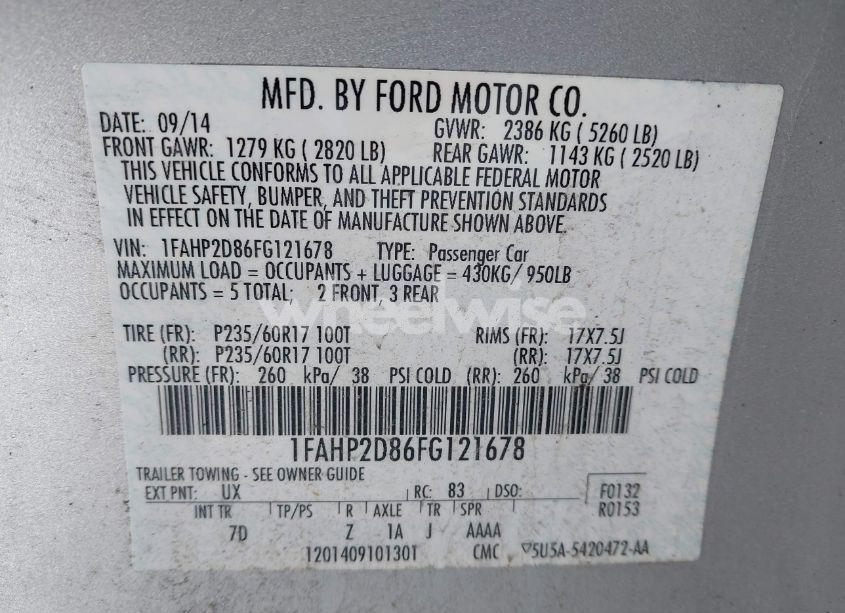 MFD. BY FORD MOTOR CO.
DATE: 09/14 GVWR: 2386 KG ( 5260 LB)
FRONT GAWR: 1279 KG ( 2820 LB) REAR GAWR: 1143 KG ( 2520 LB)
THIS VEHICLE CONFORMS TO ALL APPLICABLE FEDERAL MOTOR
VEHICLE SAFETY, BUMPER, AND THEFT PREVENTION STANDARDS
IN EFFECT ON THE DATE OF MANUFACTURE SHOWN ABOVE.
VIN: 1FAHP2D86FG121678 TYPE: Passenger Car
MAXIMUM LOAD = OCCUPANTS + LUGGAGE = 430KG/ 950LB
OCCUPANTS = 5 TOTAL; 2 FRONT, 3 REAR
wheelwise
TIRE (FR): P235/60R17 100T RIMS (FR): 17X7.5J
(RR): P235/60R17 100T (RR): 17X7.5J
PRESSURE (FR): 260 kPa/ 38 PSI COLD (RR): 260 kPa/ 38 PSI COLD
1FAHP2D86FG121678
TRAILER TOWING - SEE OWNER GUIDE
EXT PNT: UX RC: 83 DSO: F0132
INT TR TP/PS R AXLE TR SPR R0153
7D Z 1A J AAAA
120140910130T CMC 5U5A-5420472-AA